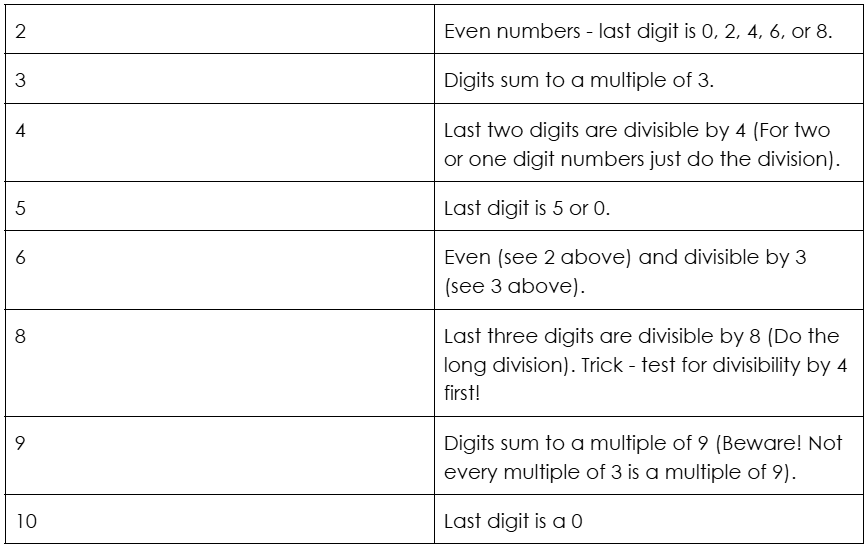 2
Even numbers - last digit is 0, 2, 4, 6, or 8.
3
Digits sum to a multiple of 3.
4
Last two digits are divisible by 4 (For two
or one digit numbers just do the division).
5
Last digit is 5 or 0.
6
Even (see 2 above) and divisible by 3
(see 3 above).
8
Last three digits are divisible by 8 (Do the
long division). Trick - test for divisibility by 4
first!
9
Digits sum to a multiple of 9 (Beware! Not
every multiple of 3 is a multiple of 9).
10
Last digit is a 0